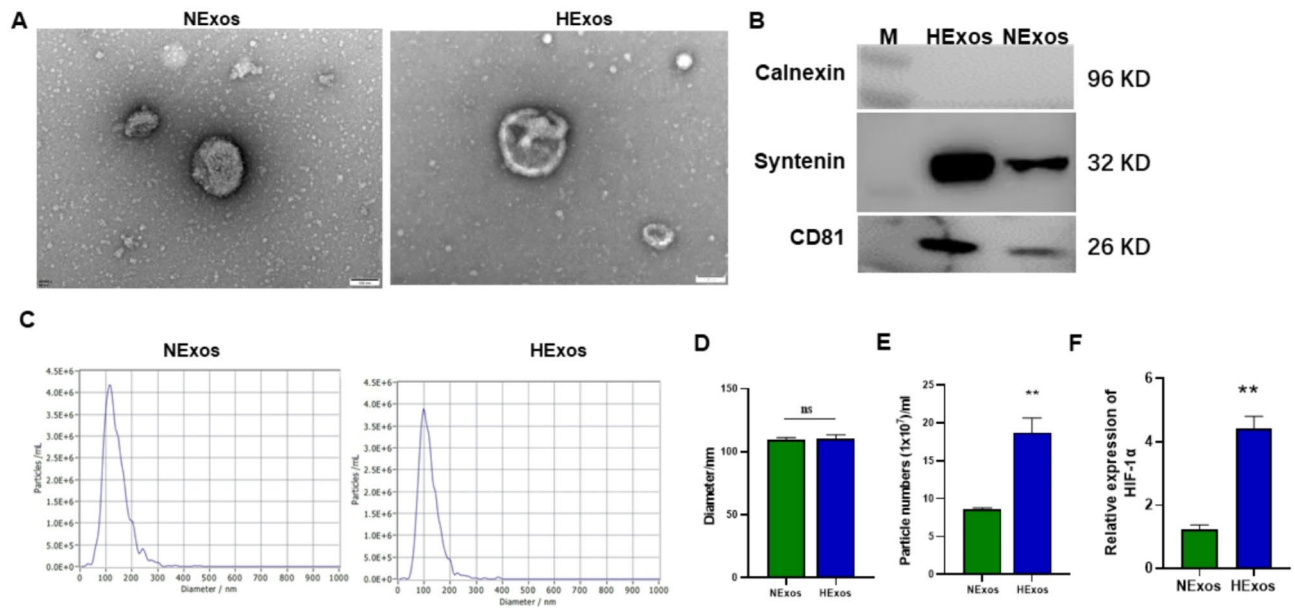 A
NExos
HExos
B
M HExos NExos
Calnexin
96 KD
Syntenin
32 KD
CD81
26 KD
C
NExos
4.5E+6
4.0E+6
3.5E+6
3.0E+6
2.5E+6
2.0E+6
1.5E+6
1.0E+6
5.0E+5
0.0E+0
Particles /mL
0 100 200 300 400 500 600 700 800 900 1000
Diameter / nm
HExos
4.5E+6
4.0E+6
3.5E+6
3.0E+6
2.5E+6
2.0E+6
1.5E+6
1.0E+6
5.0E+5
0.0E+0
Particles /mL
0 100 200 300 400 500 600 700 800 900 1000
Diameter / nm
D
Diameter/nm
150
100
50
0
ns
NExos HExos
E
Particle numbers (1x10⁷)/ml
25
20
15
10
5
0
**
NExos HExos
F
Relative expression of
HIF-1α
6
4
2
0
**
NExos HExos